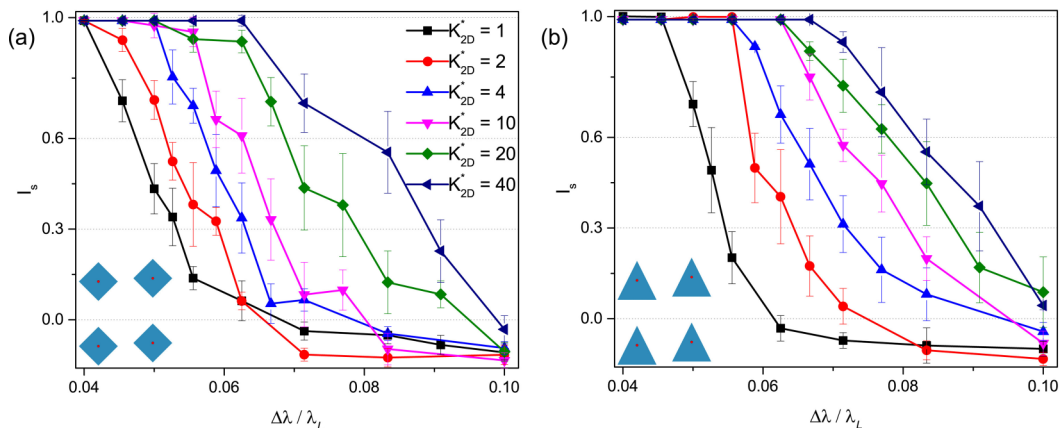 (a)
1.0
0.6
0.3
0.0
I_s
K*_2D = 1
K*_2D = 2
K*_2D = 4
K*_2D = 10
K*_2D = 20
K*_2D = 40
0.04 0.06 0.08 0.10
Δλ / λ_L
(b)
1.0
0.6
0.3
0.0
I_s
0.04 0.06 0.08 0.10
Δλ / λ_L